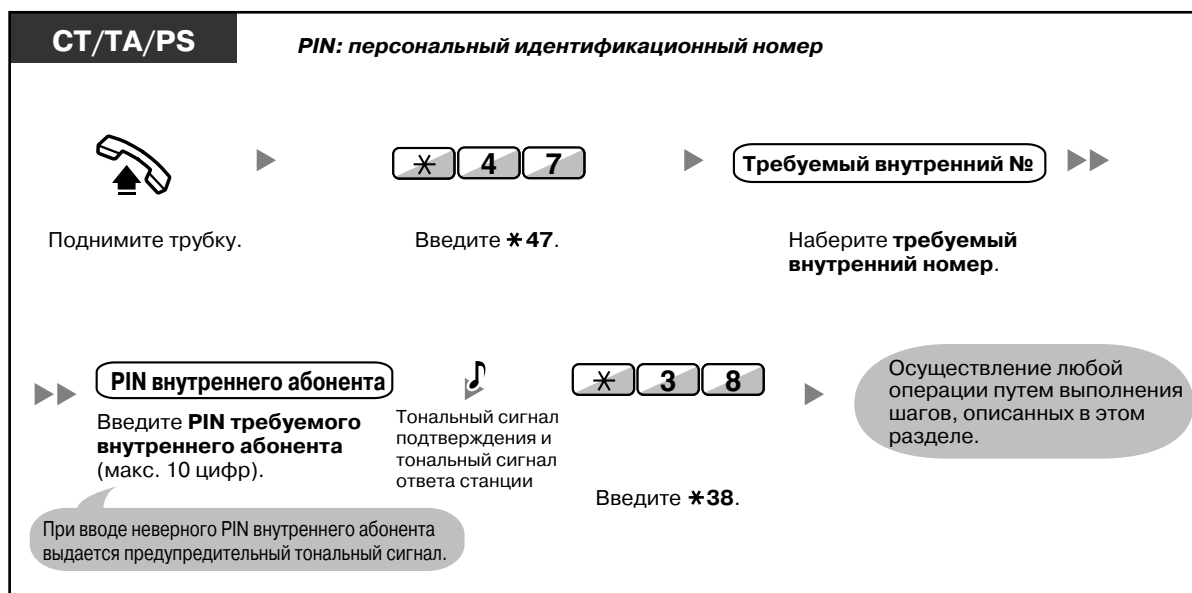 CT/TA/PS
PIN: персональный идентификационный номер
✻ 4 7
Требуемый внутренний №
Поднимите трубку.
Введите ✻47.
Наберите требуемый
внутренний номер.
PIN внутреннего абонента
Введите PIN требуемого
внутреннего абонента
(макс. 10 цифр).
При вводе неверного PIN внутреннего абонента
выдается предупредительный тональный сигнал.
Тональный сигнал
подтверждения и
тональный сигнал
ответа станции
✻ 3 8
Введите ✻38.
Осуществление любой
операции путем выполнения
шагов, описанных в этом
разделе.